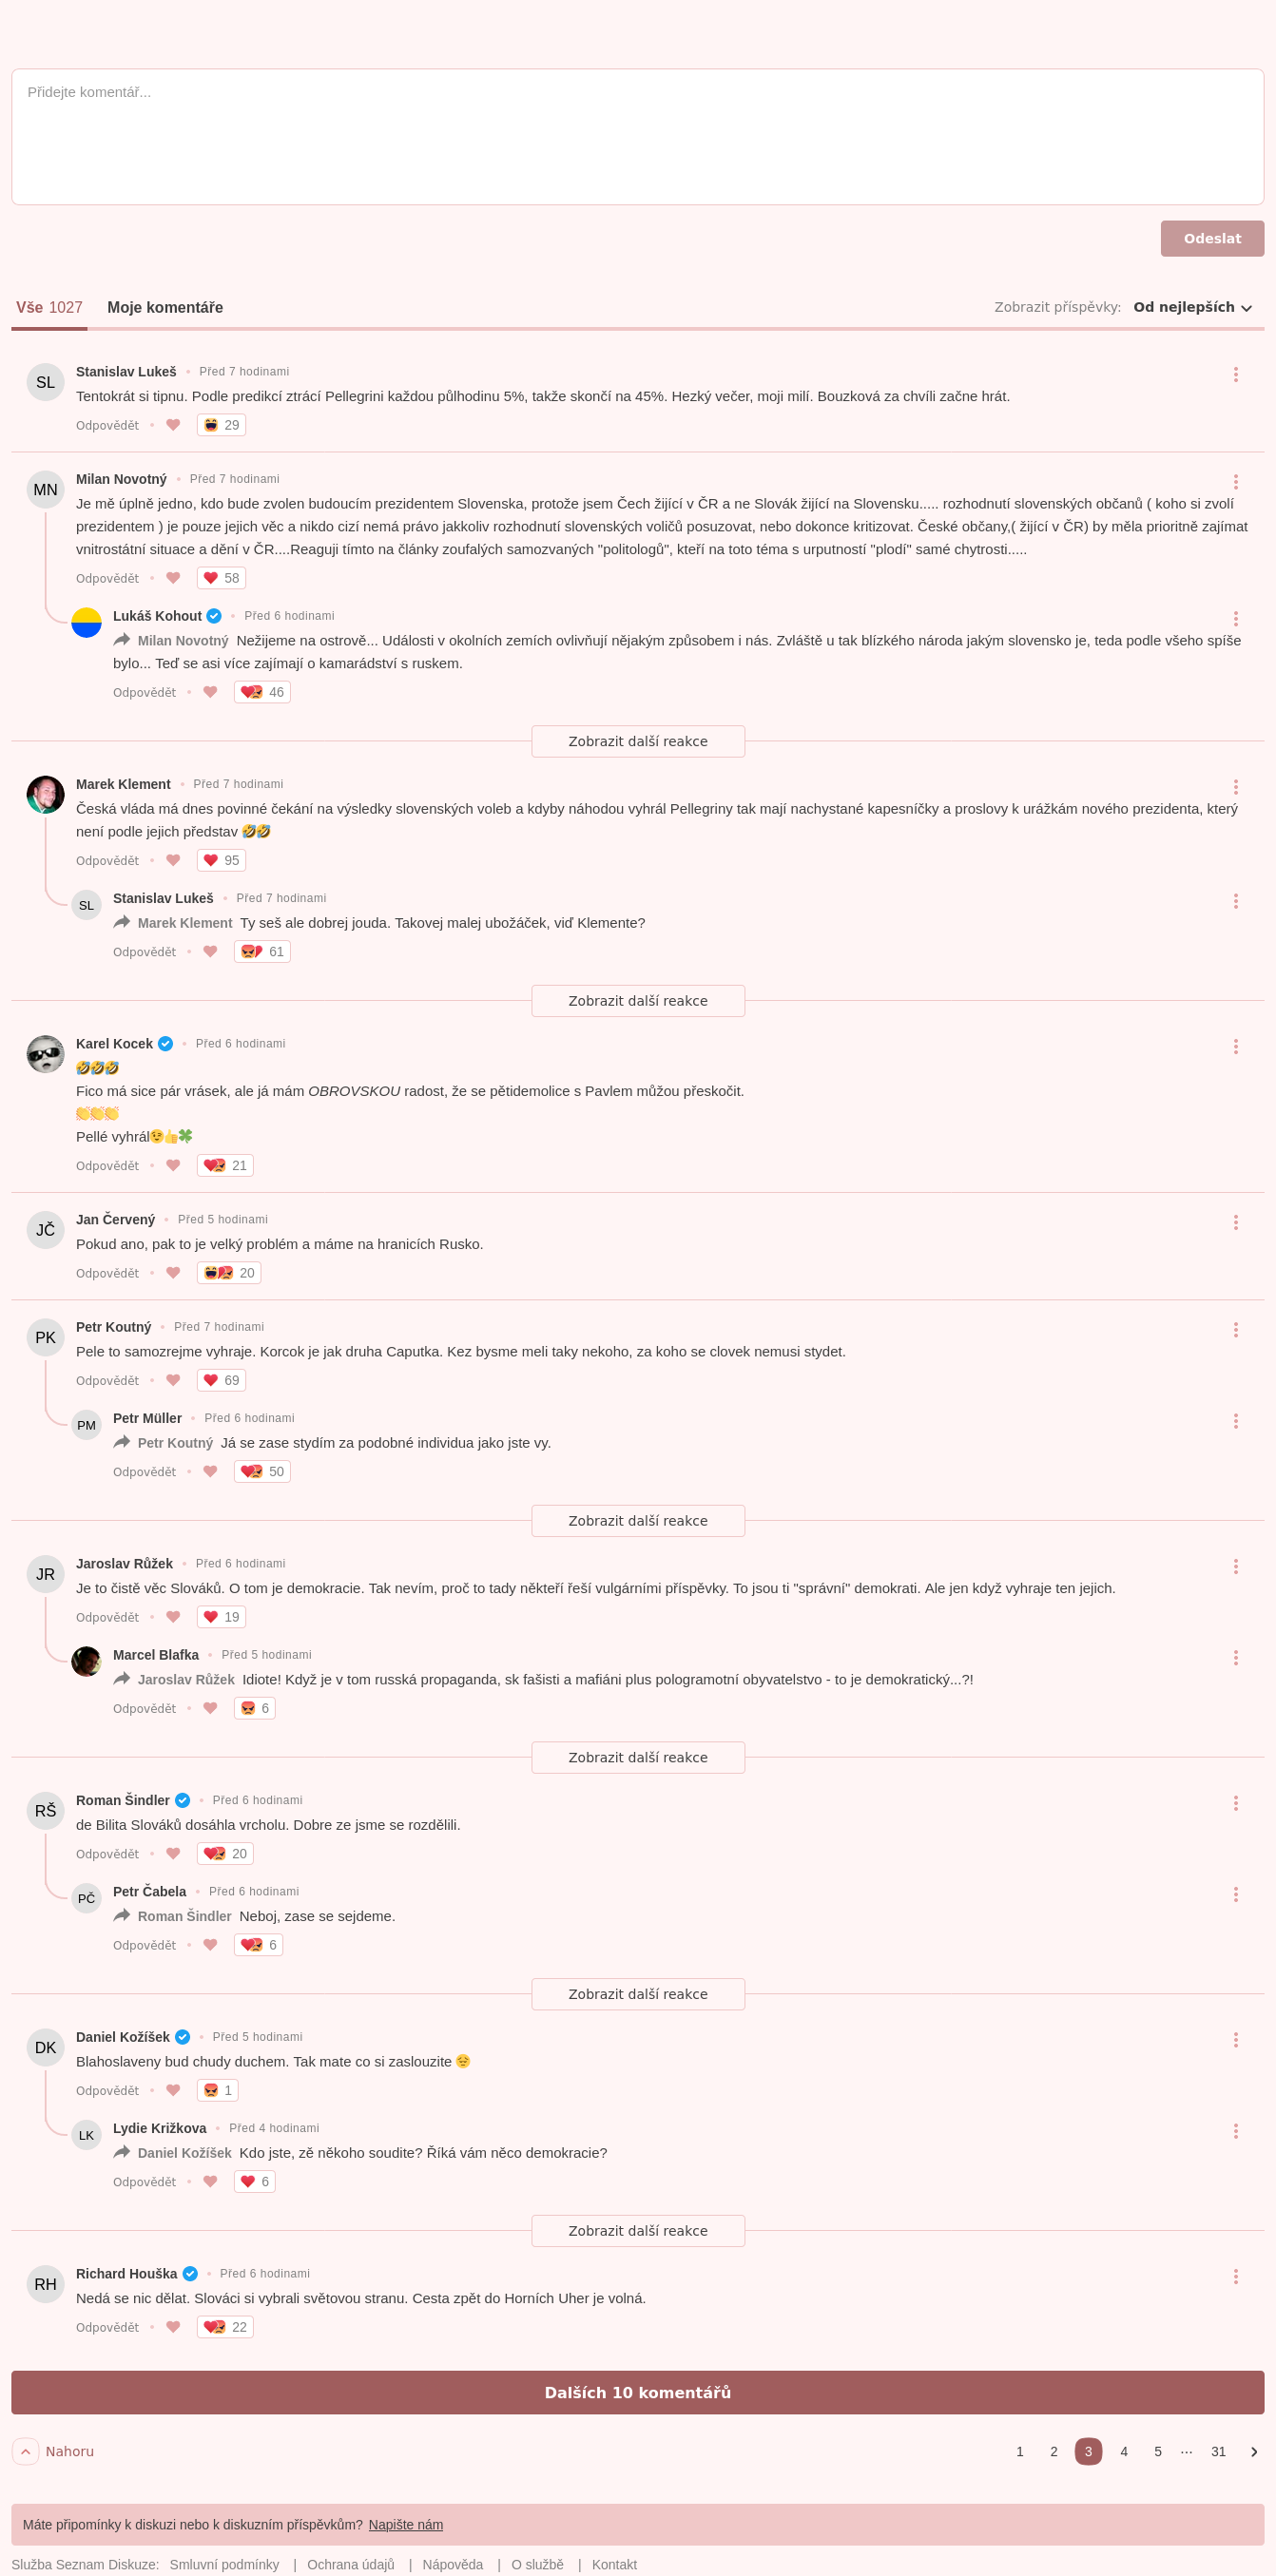 Přidejte komentář...
Odeslat
Vše 1027 Moje komentáře Zobrazit příspěvky: Od nejlepších
SL Stanislav Lukeš • Před 7 hodinami
Tentokrát si tipnu. Podle predikcí ztrácí Pellegrini každou půlhodinu 5%, takže skončí na 45%. Hezký večer, moji milí. Bouzková za chvíli začne hrát.
Odpovědět • 29
MN Milan Novotný • Před 7 hodinami
Je mě úplně jedno, kdo bude zvolen budoucím prezidentem Slovenska, protože jsem Čech žijící v ČR a ne Slovák žijící na Slovensku..... rozhodnutí slovenských občanů ( koho si zvolí
prezidentem ) je pouze jejich věc a nikdo cizí nemá právo jakkoliv rozhodnutí slovenských voličů posuzovat, nebo dokonce kritizovat. České občany,( žijící v ČR) by měla prioritně zajímat
vnitrostátní situace a dění v ČR....Reaguji tímto na články zoufalých samozvaných "politologů", kteří na toto téma s urputností "plodí" samé chytrosti.....
Odpovědět • 58
Lukáš Kohout • Před 6 hodinami
Milan Novotný Nežijeme na ostrově... Události v okolních zemích ovlivňují nějakým způsobem i nás. Zvláště u tak blízkého národa jakým slovensko je, teda podle všeho spíše
bylo... Teď se asi více zajímají o kamarádství s ruskem.
Odpovědět • 46
Zobrazit další reakce
Marek Klement • Před 7 hodinami
Česká vláda má dnes povinné čekání na výsledky slovenských voleb a kdyby náhodou vyhrál Pellegriny tak mají nachystané kapesníčky a proslovy k urážkám nového prezidenta, který
není podle jejich představ 🤣🤣
Odpovědět • 95
SL Stanislav Lukeš • Před 7 hodinami
Marek Klement Ty seš ale dobrej jouda. Takovej malej ubožáček, viď Klemente?
Odpovědět • 61
Zobrazit další reakce
Karel Kocek • Před 6 hodinami
🤣🤣🤣
Fico má sice pár vrásek, ale já mám OBROVSKOU radost, že se pětidemolice s Pavlem můžou přeskočit.
👏👏👏
Pellé vyhrál😉👍🍀
Odpovědět • 21
JČ Jan Červený • Před 5 hodinami
Pokud ano, pak to je velký problém a máme na hranicích Rusko.
Odpovědět • 20
PK Petr Koutný • Před 7 hodinami
Pele to samozrejme vyhraje. Korcok je jak druha Caputka. Kez bysme meli taky nekoho, za koho se clovek nemusi stydet.
Odpovědět • 69
PM Petr Müller • Před 6 hodinami
Petr Koutný Já se zase stydím za podobné individua jako jste vy.
Odpovědět • 50
Zobrazit další reakce
JR Jaroslav Růžek • Před 6 hodinami
Je to čistě věc Slováků. O tom je demokracie. Tak nevím, proč to tady někteří řeší vulgárními příspěvky. To jsou ti "správní" demokrati. Ale jen když vyhraje ten jejich.
Odpovědět • 19
Marcel Blafka • Před 5 hodinami
Jaroslav Růžek Idiote! Když je v tom russká propaganda, sk fašisti a mafiáni plus pologramotní obyvatelstvo - to je demokratický...?!
Odpovědět • 6
Zobrazit další reakce
RŠ Roman Šindler • Před 6 hodinami
de Bilita Slováků dosáhla vrcholu. Dobre ze jsme se rozdělili.
Odpovědět • 20
PČ Petr Čabela • Před 6 hodinami
Roman Šindler Neboj, zase se sejdeme.
Odpovědět • 6
Zobrazit další reakce
DK Daniel Kožíšek • Před 5 hodinami
Blahoslaveny bud chudy duchem. Tak mate co si zaslouzite 😔
Odpovědět • 1
LK Lydie Križkova • Před 4 hodinami
Daniel Kožíšek Kdo jste, zě někoho soudite? Říká vám něco demokracie?
Odpovědět • 6
Zobrazit další reakce
RH Richard Houška • Před 6 hodinami
Nedá se nic dělat. Slováci si vybrali světovou stranu. Cesta zpět do Horních Uher je volná.
Odpovědět • 22
Dalších 10 komentářů
Nahoru 1 2 3 4 5 ··· 31
Máte připomínky k diskuzi nebo k diskuzním příspěvkům? Napište nám
Služba Seznam Diskuze: Smluvní podmínky | Ochrana údajů | Nápověda | O službě | Kontakt